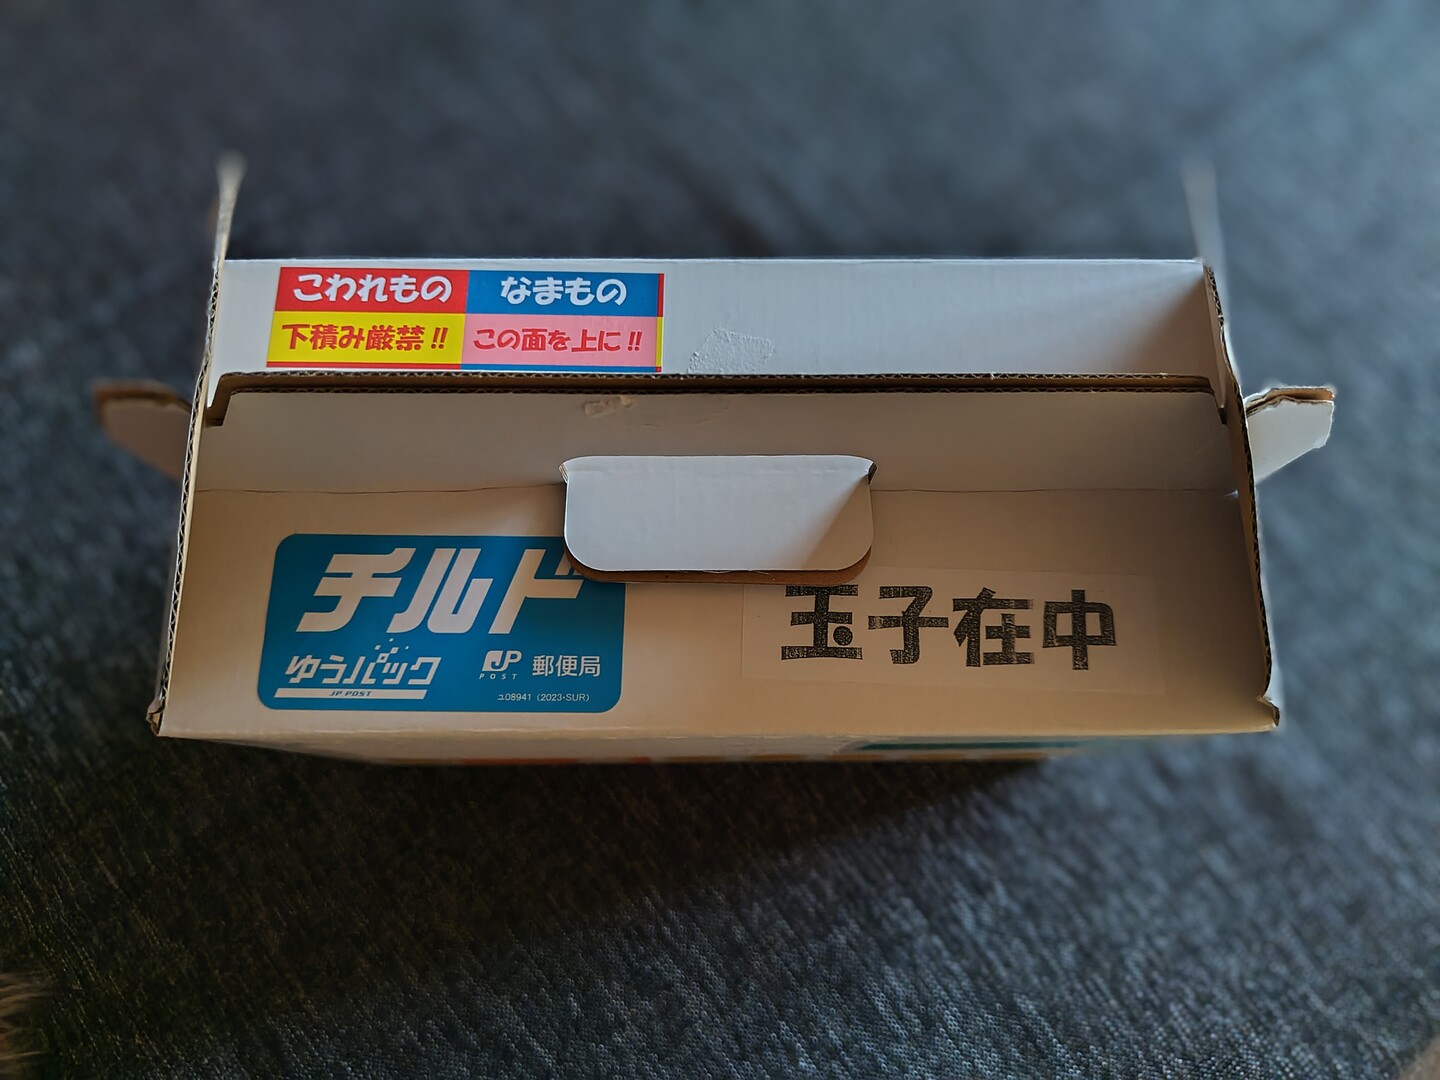 こわれもの なまもの
下積み厳禁!! この面を上に!!
チルド
ゆうパック
JP POST
JP POST 郵便局
ユ08941（2023・SUR）
玉子在中